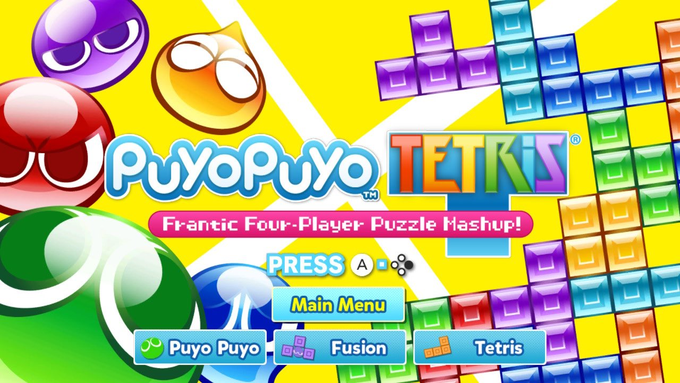 PUYOPUYO™ TETRIS®
Frantic Four-Player Puzzle Mashup!
PRESS A
Main Menu
Puyo Puyo Fusion Tetris